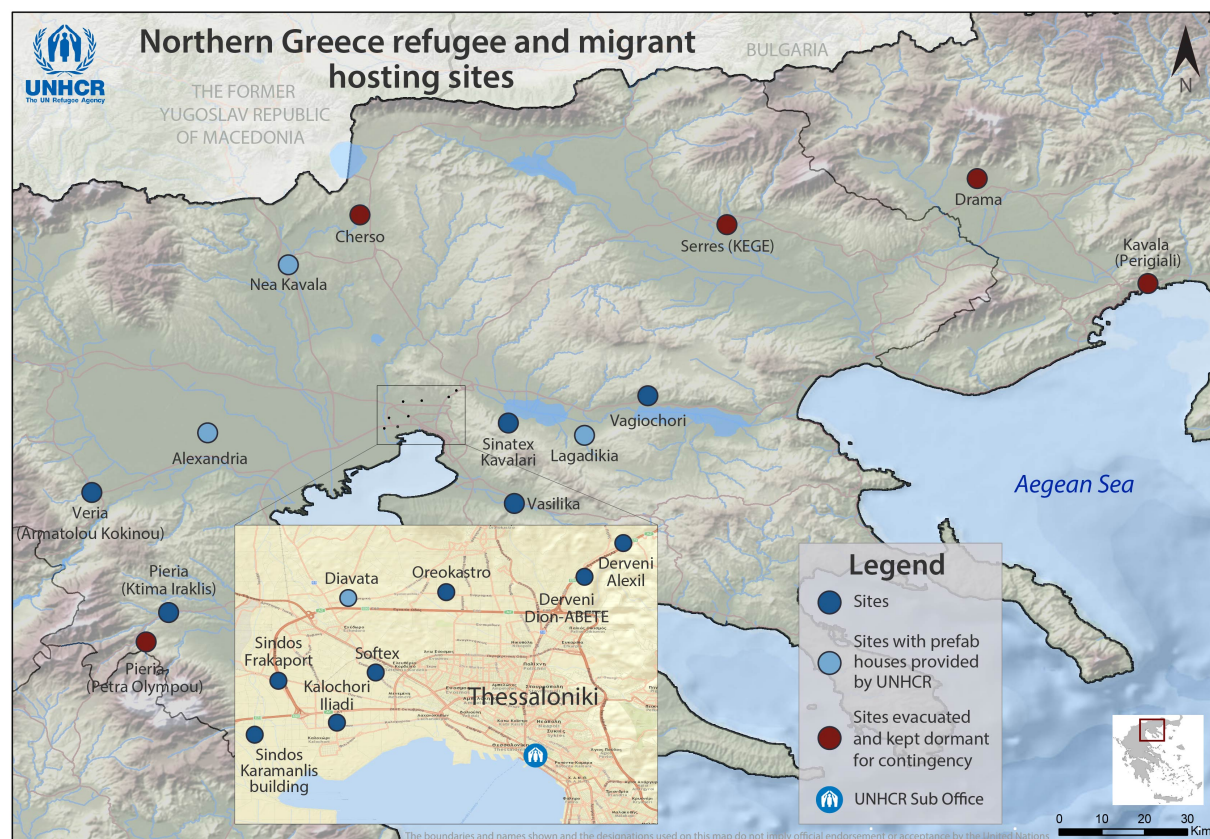 UNHCR
The UN Refugee Agency
Northern Greece refugee and migrant
hosting sites
BULGARIA
THE FORMER
YUGOSLAV REPUBLIC
OF MACEDONIA
N
Drama
Cherso
Serres (KEGE)
Kavala
(Perigiali)
Nea Kavala
Vagiochori
Sinatex
Kavalari
Lagadikia
Alexandria
Aegean Sea
Vasilika
Veria
(Armatolou Kokinou)
Pieria
(Ktima Iraklis)
Pieria
(Petra Olympou)
Derveni
Alexil
Diavata
Oreokastro
Derveni
Dion-ABETE
Sindos
Frakaport
Softex
Kalochori
Iliadi
Thessaloniki
Sindos
Karamanlis
building
Legend
Sites
Sites with prefab
houses provided
by UNHCR
Sites evacuated
and kept dormant
for contingency
UNHCR Sub Office
0 10 20 30
Km
The boundaries and names shown and the designations used on this map do not imply official endorsement or acceptance by the United Nations